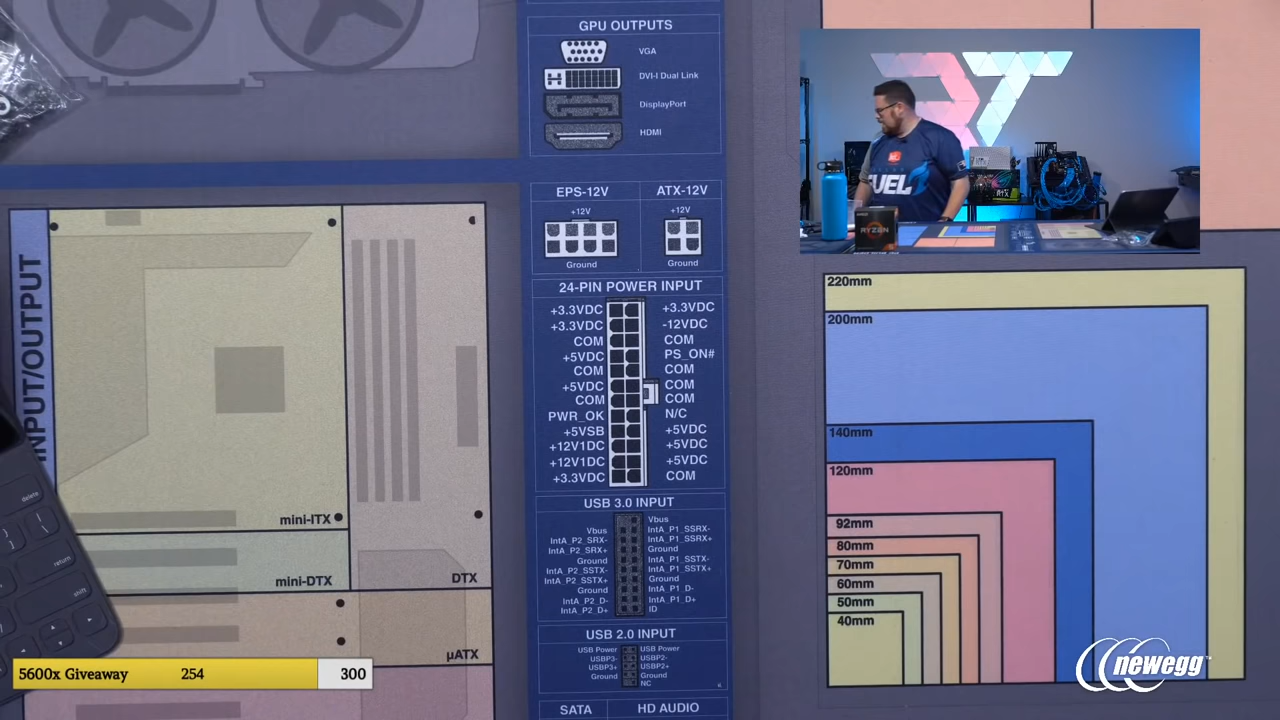 GPU OUTPUTS
VGA
DVI-I Dual Link
DisplayPort
HDMI
EPS-12V
ATX-12V
+12V
+12V
Ground
Ground
24-PIN POWER INPUT
+3.3VDC
+3.3VDC
+3.3VDC
-12VDC
COM
COM
+5VDC
PS_ON#
COM
COM
+5VDC
COM
COM
COM
PWR_OK
N/C
+5VSB
+5VDC
+12V1DC
+5VDC
+12V1DC
+5VDC
+3.3VDC
COM
USB 3.0 INPUT
Vbus
Vbus
IntA_P1_SSRX-
IntA_P2_SRX-
IntA_P1_SSRX+
IntA_P2_SRX+
Ground
Ground
IntA_P1_SSTX-
IntA_P2_SSTX-
IntA_P1_SSTX+
IntA_P2_SSTX+
Ground
Ground
IntA_P1_D-
IntA_P2_D-
IntA_P1_D+
IntA_P2_D+
ID
USB 2.0 INPUT
USB Power
USB Power
USBP3-
USBP2-
USBP3+
USBP2+
Ground
Ground
NC
SATA
HD AUDIO
INPUT/OUTPUT
mini-ITX
mini-DTX
DTX
µATX
delete
return
shift
FUEL
RYZEN
220mm
200mm
140mm
120mm
92mm
80mm
70mm
60mm
50mm
40mm
newegg
5600x Giveaway 254 300